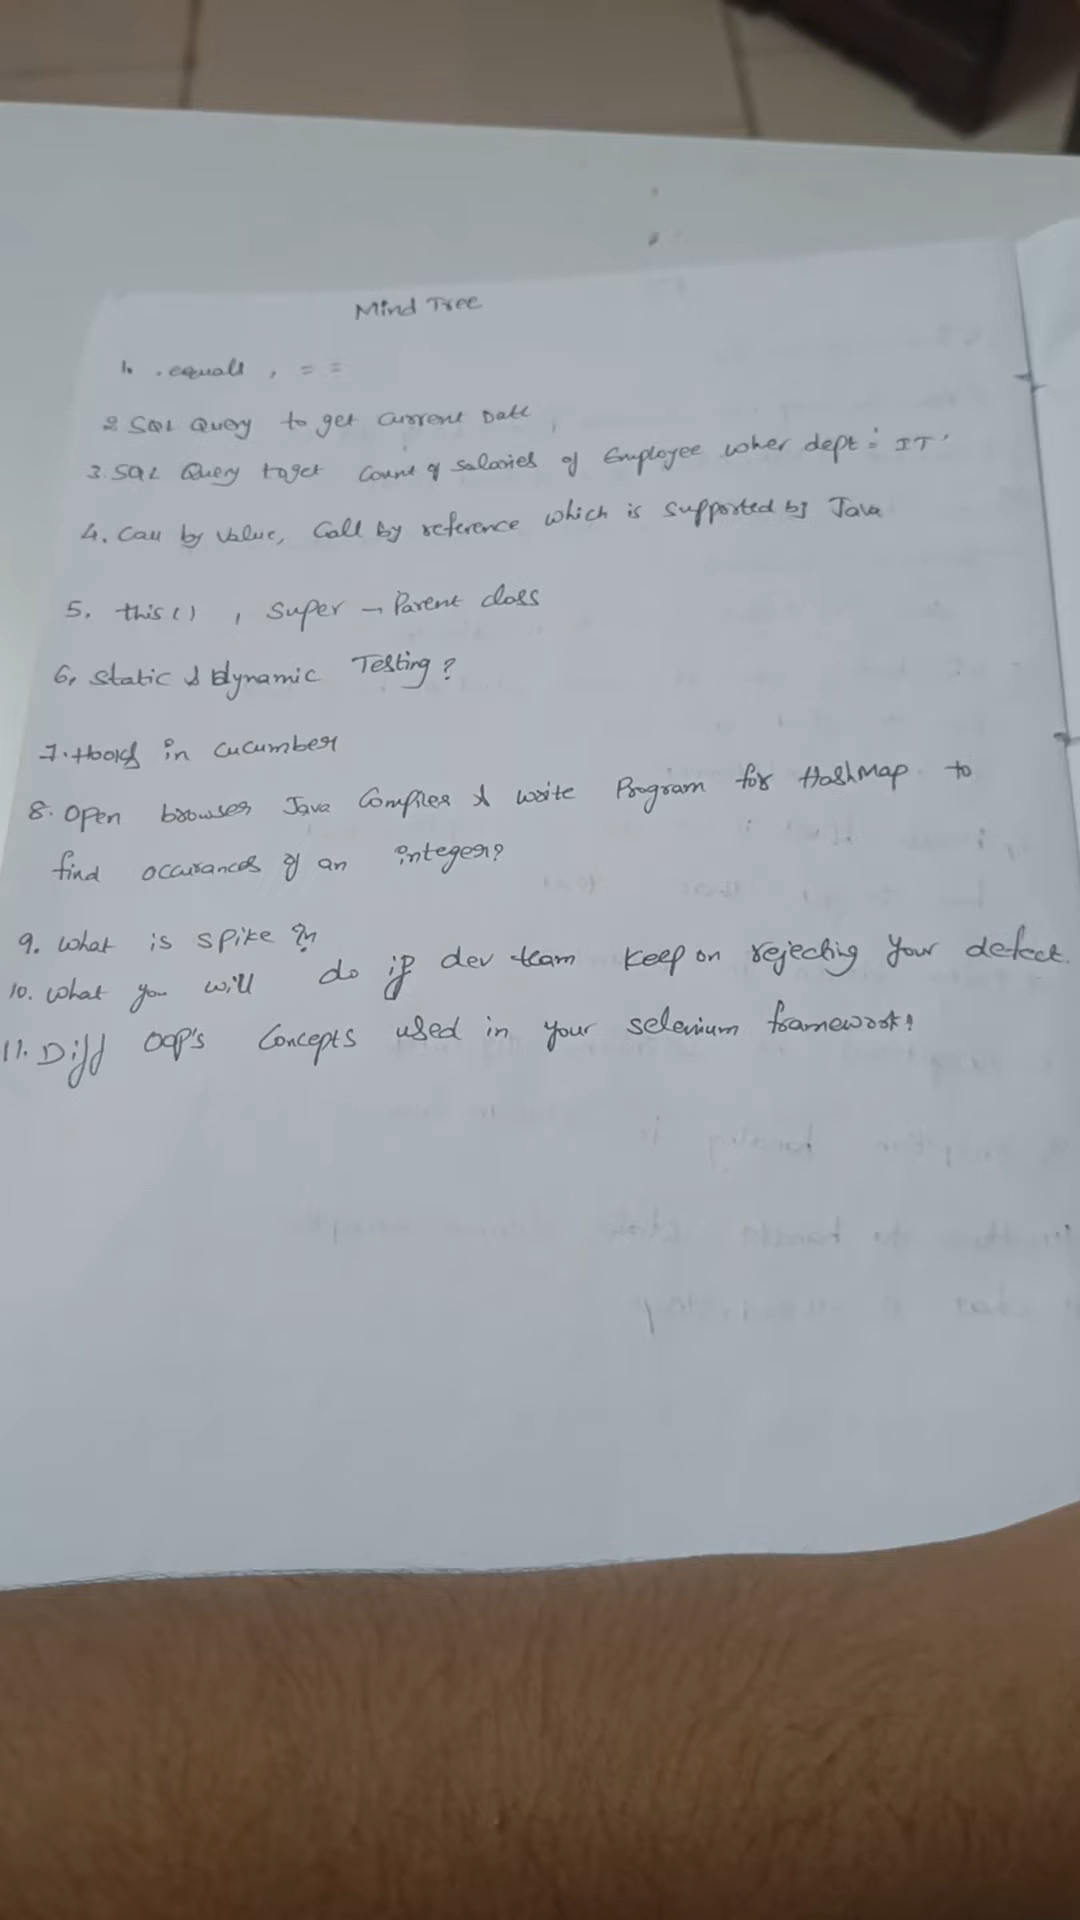 Mind Tree
1. .equals , = =
2 SQL Query to get current Date
3. SQL Query to get Count of salaries of Employee wher dept = 'IT'
4. Call by value, Call by reference which is supported by Java
5. this() , super → Parent class
6, static & dynamic Testing?
7. Hooks in cucumber
8. Open browser Java Compiler & write Program for HashMap to
find occurances of an integer?
9. what is spike ?
10. what you will do if dev team keep on rejecting your defect.
11. Diff OOP's Concepts used in your selenium framework?